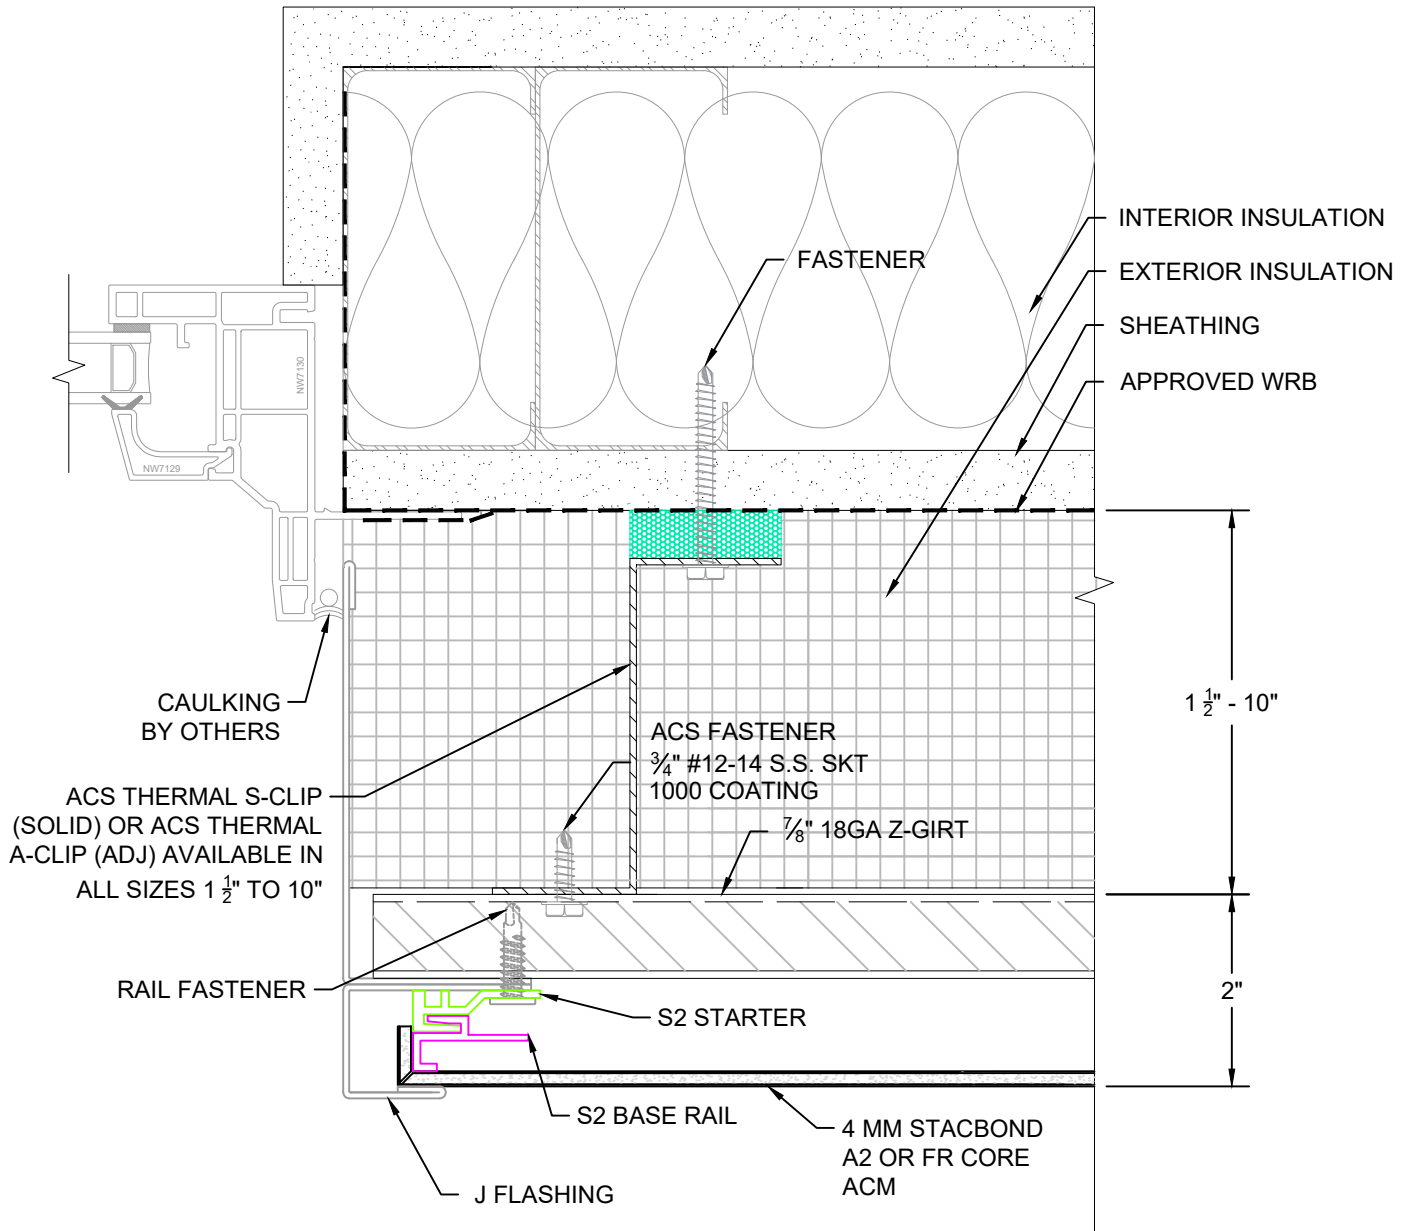 INTERIOR INSULATION
FASTENER
EXTERIOR INSULATION
SHEATHING
APPROVED WRB
NW7130
NW7129
CAULKING
BY OTHERS
1 1/2" - 10"
ACS FASTENER
3/4" #12-14 S.S. SKT
1000 COATING
ACS THERMAL S-CLIP
(SOLID) OR ACS THERMAL
A-CLIP (ADJ) AVAILABLE IN
ALL SIZES 1 1/2" TO 10"
7/8" 18GA Z-GIRT
RAIL FASTENER
2"
S2 STARTER
S2 BASE RAIL
4 MM STACBOND
A2 OR FR CORE
ACM
J FLASHING